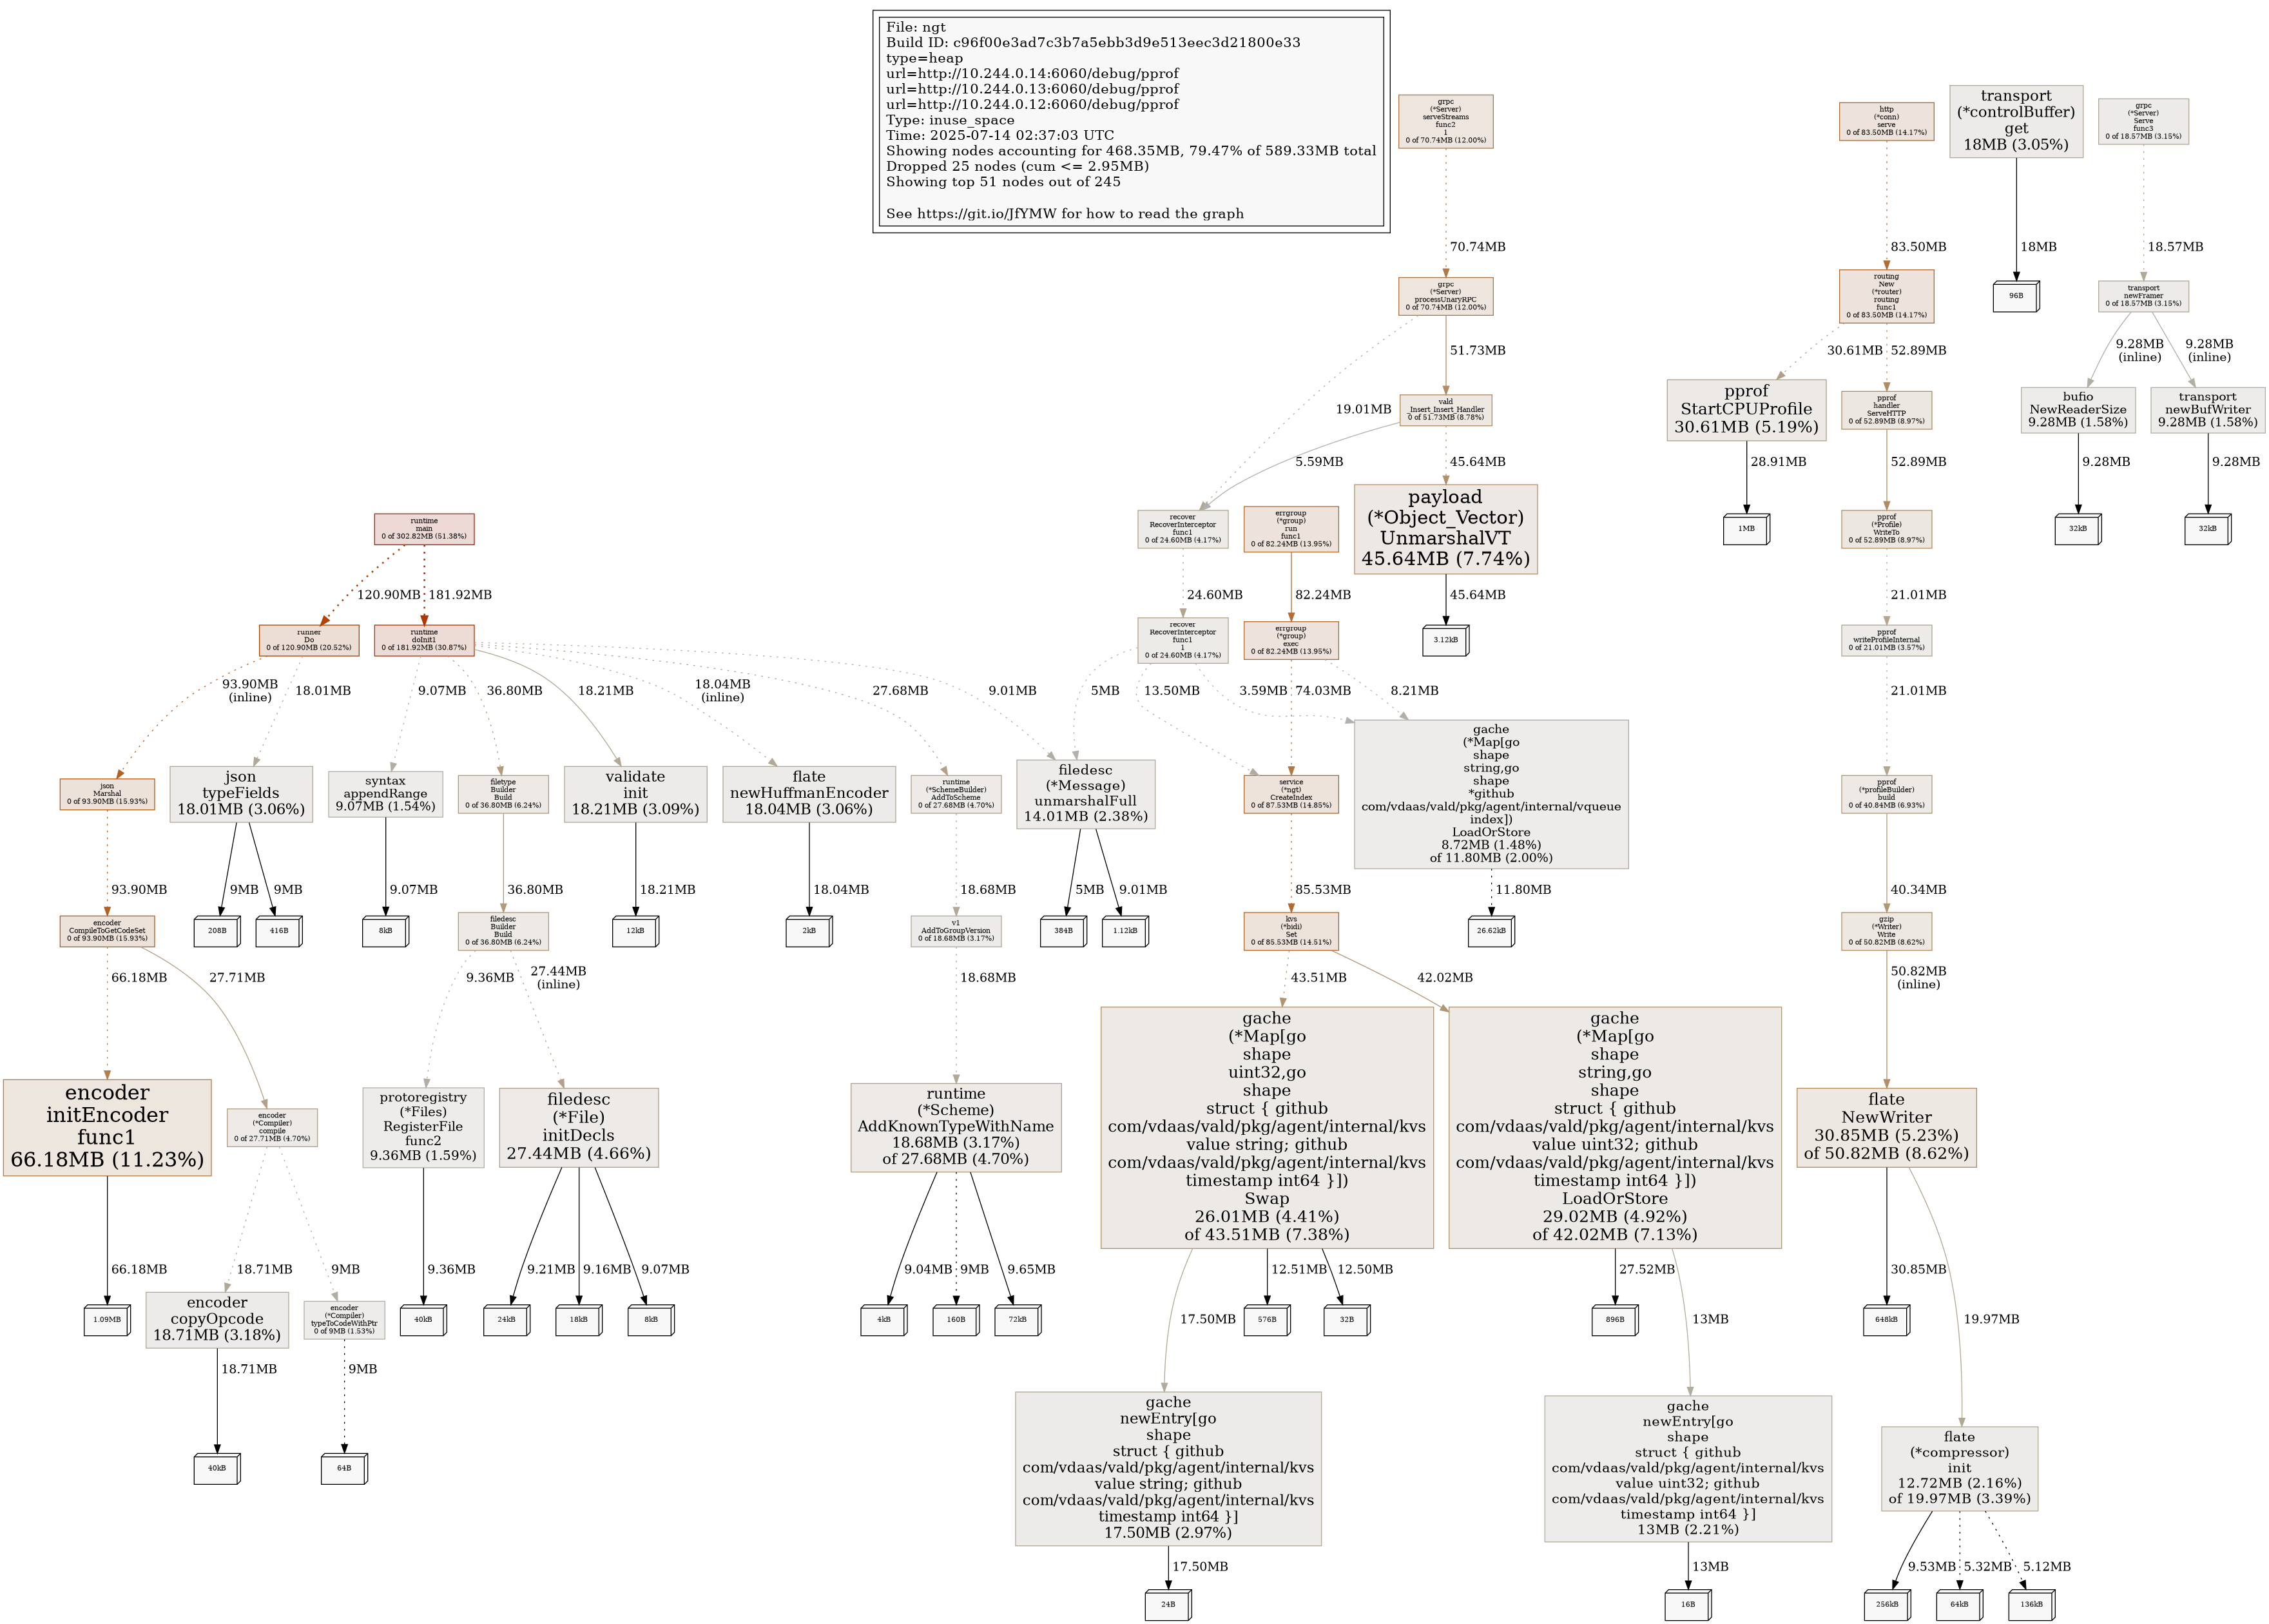 File: ngt
Build ID: c96f00e3ad7c3b7a5ebb3d9e513eec3d21800e33
type=heap
url=http://10.244.0.14:6060/debug/pprof
url=http://10.244.0.13:6060/debug/pprof
url=http://10.244.0.12:6060/debug/pprof
Type: inuse_space
Time: 2025-07-14 02:37:03 UTC
Showing nodes accounting for 468.35MB, 79.47% of 589.33MB total
Dropped 25 nodes (cum <= 2.95MB)
Showing top 51 nodes out of 245
See https://git.io/JfYMW for how to read the graph
grpc
(*Server)
serveStreams
func2
1
0 of 70.74MB (12.00%)
http
(*conn)
serve
0 of 83.50MB (14.17%)
transport
(*controlBuffer)
get
18MB (3.05%)
grpc
(*Server)
Serve
func3
0 of 18.57MB (3.15%)
70.74MB
83.50MB
18MB
18.57MB
grpc
(*Server)
processUnaryRPC
0 of 70.74MB (12.00%)
routing
New
(*router)
routing
func1
0 of 83.50MB (14.17%)
96B
transport
newFramer
0 of 18.57MB (3.15%)
19.01MB
51.73MB
30.61MB
52.89MB
9.28MB
(inline)
9.28MB
(inline)
vald
_Insert_Insert_Handler
0 of 51.73MB (8.78%)
pprof
StartCPUProfile
30.61MB (5.19%)
pprof
handler
ServeHTTP
0 of 52.89MB (8.97%)
bufio
NewReaderSize
9.28MB (1.58%)
transport
newBufWriter
9.28MB (1.58%)
5.59MB
45.64MB
28.91MB
52.89MB
9.28MB
9.28MB
runtime
main
0 of 302.82MB (51.38%)
recover
RecoverInterceptor
func1
0 of 24.60MB (4.17%)
errgroup
(*group)
run
func1
0 of 82.24MB (13.95%)
payload
(*Object_Vector)
UnmarshalVT
45.64MB (7.74%)
1MB
pprof
(*Profile)
WriteTo
0 of 52.89MB (8.97%)
32kB
32kB
120.90MB
181.92MB
24.60MB
82.24MB
45.64MB
21.01MB
runner
Do
0 of 120.90MB (20.52%)
runtime
doInit1
0 of 181.92MB (30.87%)
recover
RecoverInterceptor
func1
1
0 of 24.60MB (4.17%)
errgroup
(*group)
exec
0 of 82.24MB (13.95%)
3.12kB
pprof
writeProfileInternal
0 of 21.01MB (3.57%)
93.90MB
(inline)
18.01MB
9.07MB
36.80MB
18.21MB
18.04MB
(inline)
27.68MB
9.01MB
5MB
13.50MB
3.59MB
74.03MB
8.21MB
21.01MB
json
Marshal
0 of 93.90MB (15.93%)
json
typeFields
18.01MB (3.06%)
syntax
appendRange
9.07MB (1.54%)
filetype
Builder
Build
0 of 36.80MB (6.24%)
validate
init
18.21MB (3.09%)
flate
newHuffmanEncoder
18.04MB (3.06%)
runtime
(*SchemeBuilder)
AddToScheme
0 of 27.68MB (4.70%)
filedesc
(*Message)
unmarshalFull
14.01MB (2.38%)
service
(*ngt)
CreateIndex
0 of 87.53MB (14.85%)
gache
(*Map[go
shape
string,go
shape
*github
com/vdaas/vald/pkg/agent/internal/vqueue
index])
LoadOrStore
8.72MB (1.48%)
of 11.80MB (2.00%)
pprof
(*profileBuilder)
build
0 of 40.84MB (6.93%)
93.90MB
9MB
9MB
9.07MB
36.80MB
18.21MB
18.04MB
18.68MB
5MB
9.01MB
85.53MB
11.80MB
40.34MB
encoder
CompileToGetCodeSet
0 of 93.90MB (15.93%)
208B
416B
8kB
filedesc
Builder
Build
0 of 36.80MB (6.24%)
12kB
2kB
v1
AddToGroupVersion
0 of 18.68MB (3.17%)
384B
1.12kB
kvs
(*bidi)
Set
0 of 85.53MB (14.51%)
26.62kB
gzip
(*Writer)
Write
0 of 50.82MB (8.62%)
66.18MB
27.71MB
9.36MB
27.44MB
(inline)
18.68MB
43.51MB
42.02MB
50.82MB
(inline)
encoder
initEncoder
func1
66.18MB (11.23%)
encoder
(*Compiler)
compile
0 of 27.71MB (4.70%)
protoregistry
(*Files)
RegisterFile
func2
9.36MB (1.59%)
filedesc
(*File)
initDecls
27.44MB (4.66%)
runtime
(*Scheme)
AddKnownTypeWithName
18.68MB (3.17%)
of 27.68MB (4.70%)
gache
(*Map[go
shape
uint32,go
shape
struct { github
com/vdaas/vald/pkg/agent/internal/kvs
value string; github
com/vdaas/vald/pkg/agent/internal/kvs
timestamp int64 }])
Swap
26.01MB (4.41%)
of 43.51MB (7.38%)
gache
(*Map[go
shape
string,go
shape
struct { github
com/vdaas/vald/pkg/agent/internal/kvs
value uint32; github
com/vdaas/vald/pkg/agent/internal/kvs
timestamp int64 }])
LoadOrStore
29.02MB (4.92%)
of 42.02MB (7.13%)
flate
NewWriter
30.85MB (5.23%)
of 50.82MB (8.62%)
66.18MB
18.71MB
9MB
9.36MB
9.21MB
9.16MB
9.07MB
9.04MB
9MB
9.65MB
17.50MB
12.51MB
12.50MB
27.52MB
13MB
30.85MB
19.97MB
1.09MB
encoder
copyOpcode
18.71MB (3.18%)
encoder
(*Compiler)
typeToCodeWithPtr
0 of 9MB (1.53%)
40kB
24kB
18kB
8kB
4kB
160B
72kB
576B
32B
896B
648kB
18.71MB
9MB
40kB
64B
gache
newEntry[go
shape
struct { github
com/vdaas/vald/pkg/agent/internal/kvs
value string; github
com/vdaas/vald/pkg/agent/internal/kvs
timestamp int64 }]
17.50MB (2.97%)
gache
newEntry[go
shape
struct { github
com/vdaas/vald/pkg/agent/internal/kvs
value uint32; github
com/vdaas/vald/pkg/agent/internal/kvs
timestamp int64 }]
13MB (2.21%)
flate
(*compressor)
init
12.72MB (2.16%)
of 19.97MB (3.39%)
17.50MB
13MB
9.53MB
5.32MB
5.12MB
24B
16B
256kB
64kB
136kB